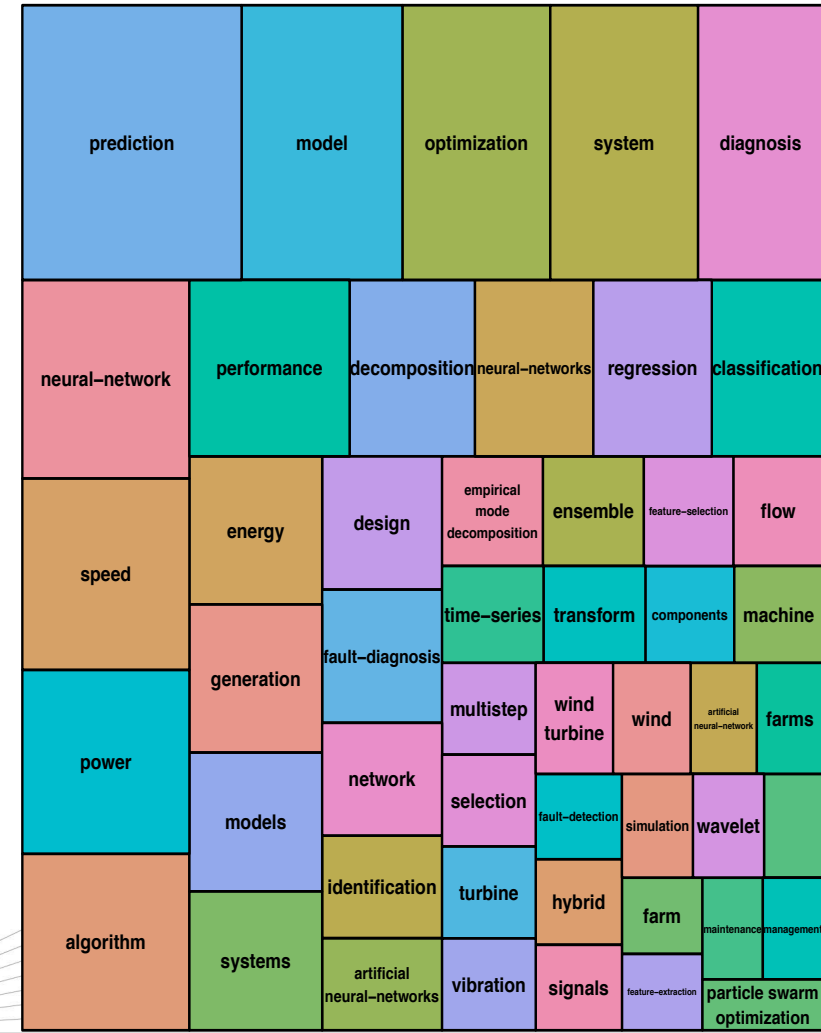 prediction
model
optimization
system
diagnosis
neural−network
performance
decomposition
neural−networks
regression
classification
speed
energy
design
empirical
mode
decomposition
ensemble
feature−selection
flow
time−series
transform
components
machine
generation
fault−diagnosis
power
multistep
wind
turbine
wind
artificial
neural−network
farms
models
network
selection
fault−detection
simulation
wavelet
algorithm
systems
identification
turbine
hybrid
farm
maintenance
management
artificial
neural−networks
vibration
signals
feature−extraction
particle swarm
optimization